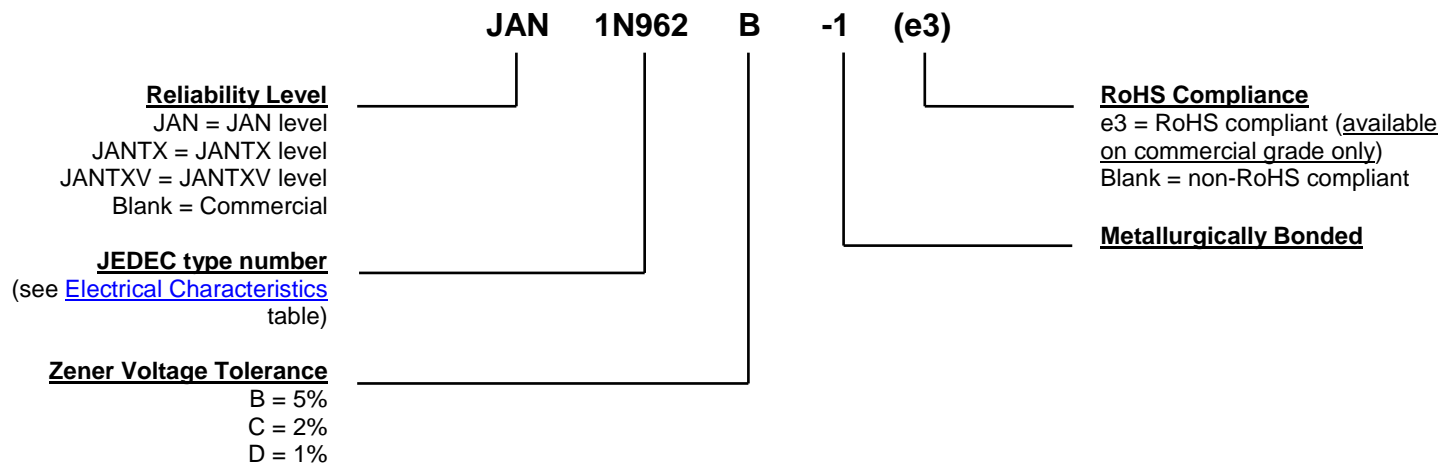 JAN 1N962 B -1 (e3)
Reliability Level
JAN = JAN level
JANTX = JANTX level
JANTXV = JANTXV level
Blank = Commercial
JEDEC type number
(see Electrical Characteristics
table)
Zener Voltage Tolerance
B = 5%
C = 2%
D = 1%
RoHS Compliance
e3 = RoHS compliant (available
on commercial grade only)
Blank = non-RoHS compliant
Metallurgically Bonded